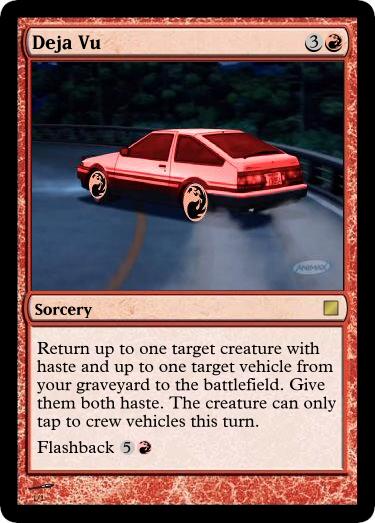 Deja Vu 3
ANIMAX
Sorcery
Return up to one target creature with
haste and up to one target vehicle from
your graveyard to the battlefield. Give
them both haste. The creature can only
tap to crew vehicles this turn.
Flashback 5